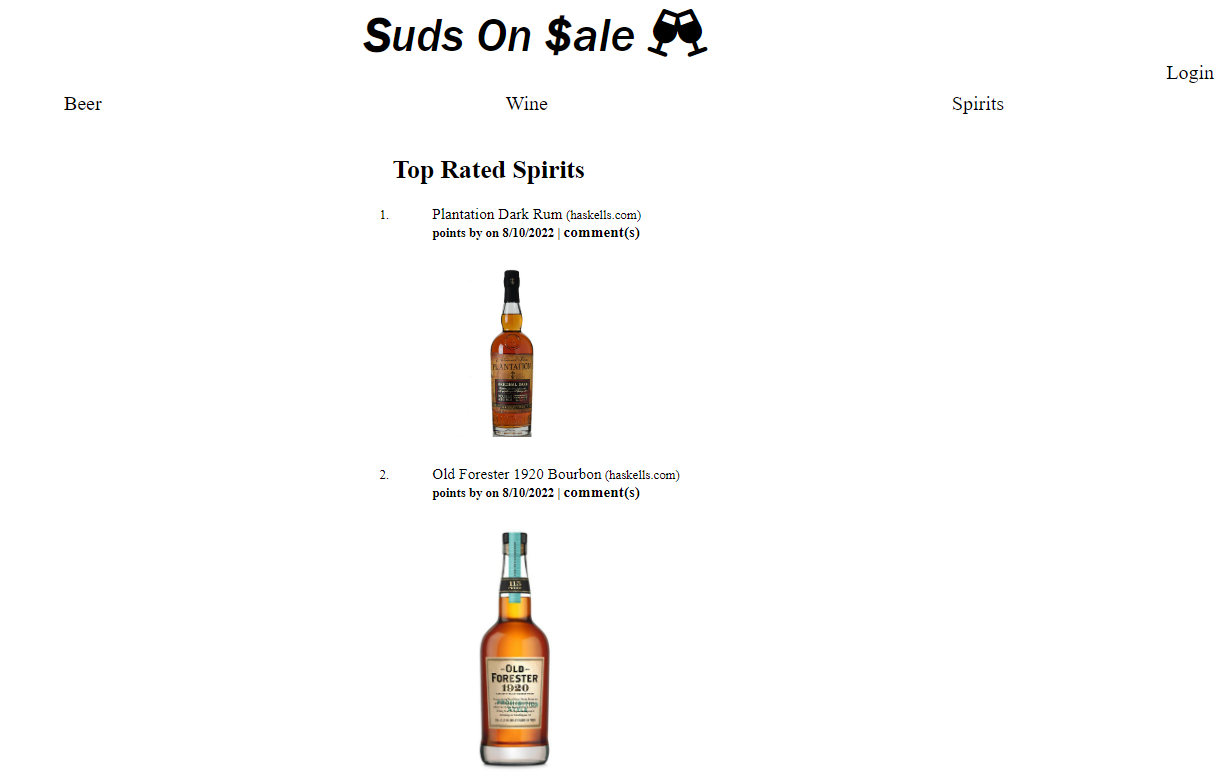 Suds On $ale
Login
Beer Wine Spirits
Top Rated Spirits
1. Plantation Dark Rum (haskells.com)
points by on 8/10/2022 | comment(s)
PLANTATION
ORIGINAL DARK
2. Old Forester 1920 Bourbon (haskells.com)
points by on 8/10/2022 | comment(s)
115
OLD
FORESTER
1920